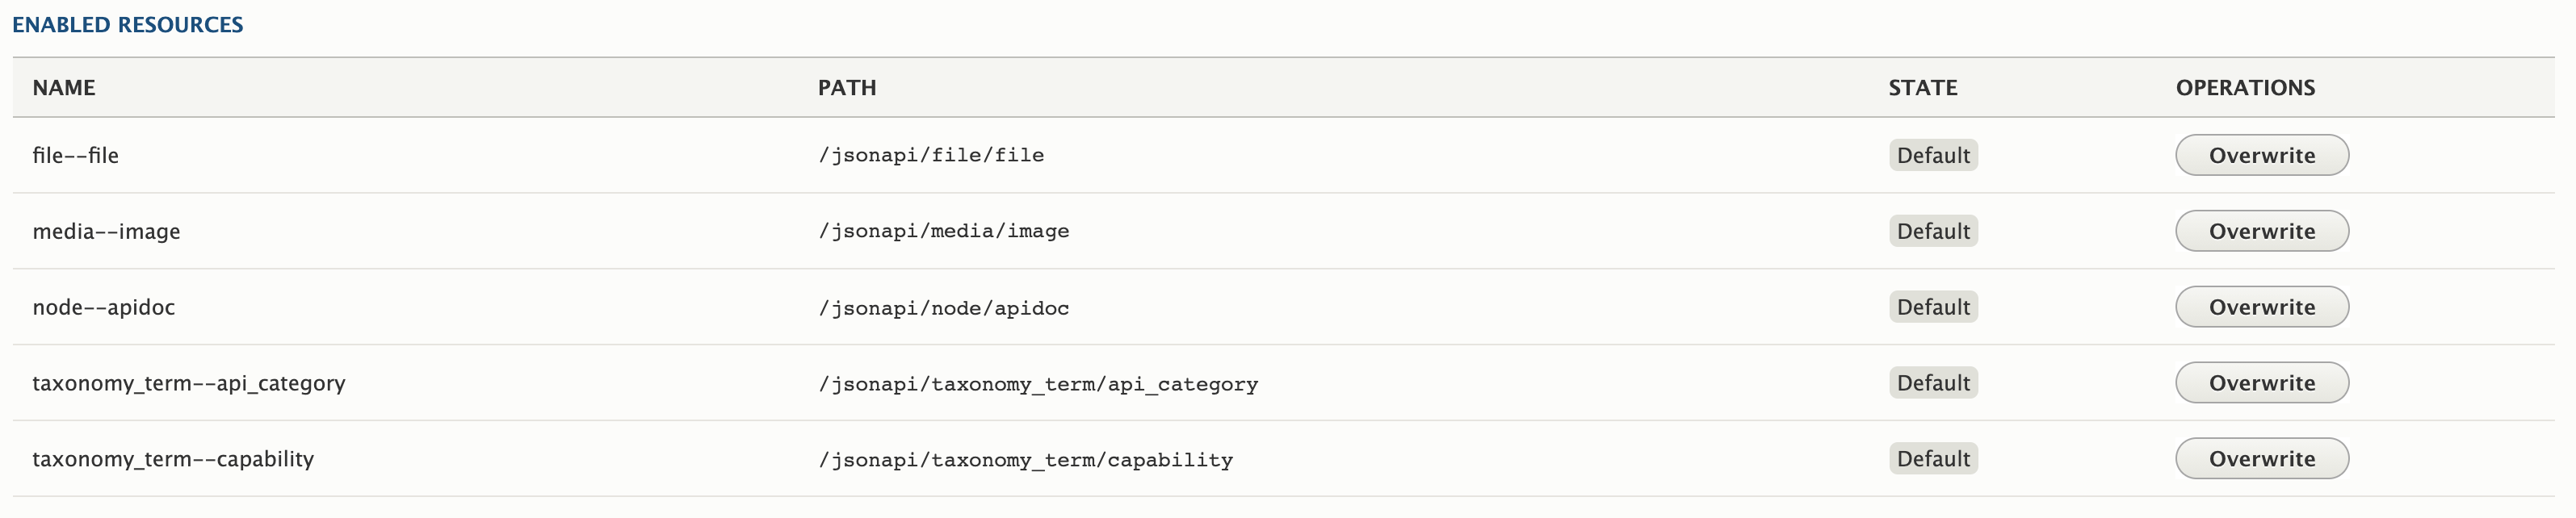 ENABLED RESOURCES
NAME PATH STATE OPERATIONS
file--file /jsonapi/file/file Default Overwrite
media--image /jsonapi/media/image Default Overwrite
node--apidoc /jsonapi/node/apidoc Default Overwrite
taxonomy_term--api_category /jsonapi/taxonomy_term/api_category Default Overwrite
taxonomy_term--capability /jsonapi/taxonomy_term/capability Default Overwrite